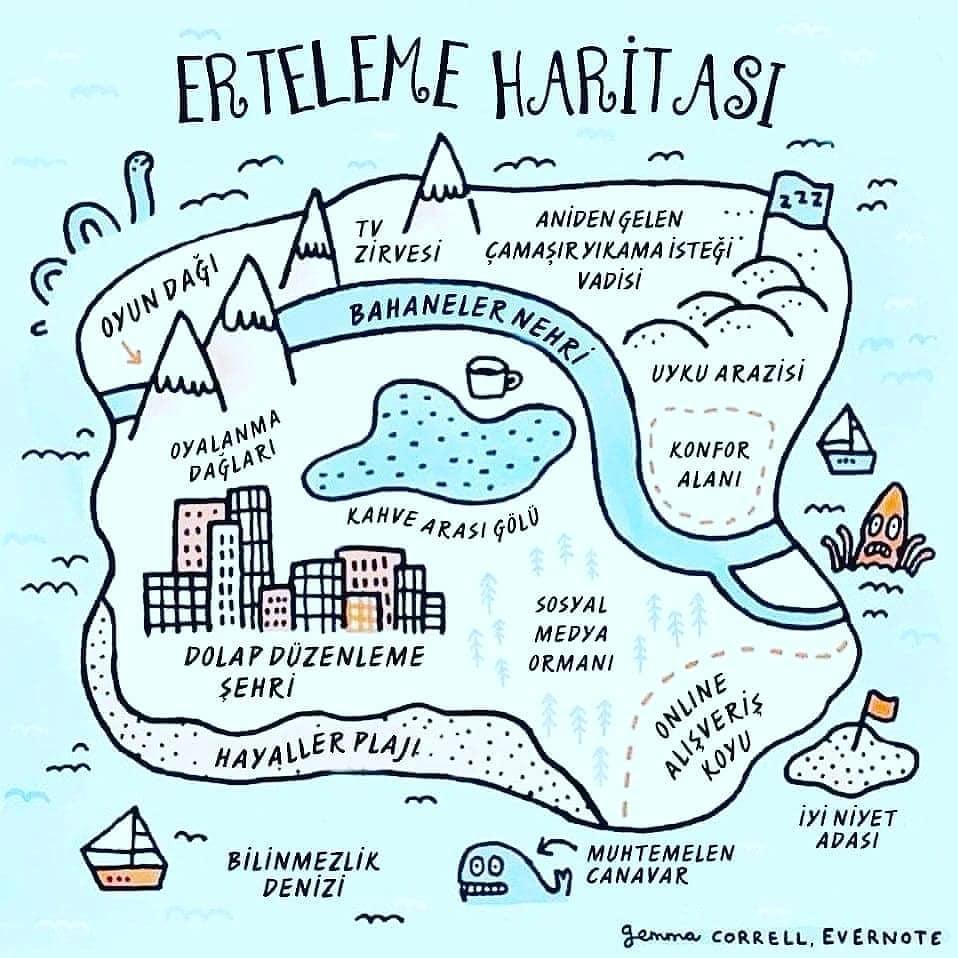 ERTELEME HARİTASI
TV
ZİRVESİ
ANİDEN GELEN
ÇAMAŞIR YIKAMA İSTEĞİ
VADİSİ
zzz
OYUN DAĞI
BAHANELER NEHRİ
UYKU ARAZİSİ
KONFOR
ALANI
OYALANMA
DAĞLARI
KAHVE ARASI GÖLÜ
SOSYAL
MEDYA
ORMANI
DOLAP DÜZENLEME
ŞEHRİ
ONLINE
ALIŞVERİŞ
KOYU
HAYALLER PLAJI
İYİ NİYET
ADASI
BİLİNMEZLİK
DENİZİ
MUHTEMELEN
CANAVAR
gemma CORRELL, EVERNOTE